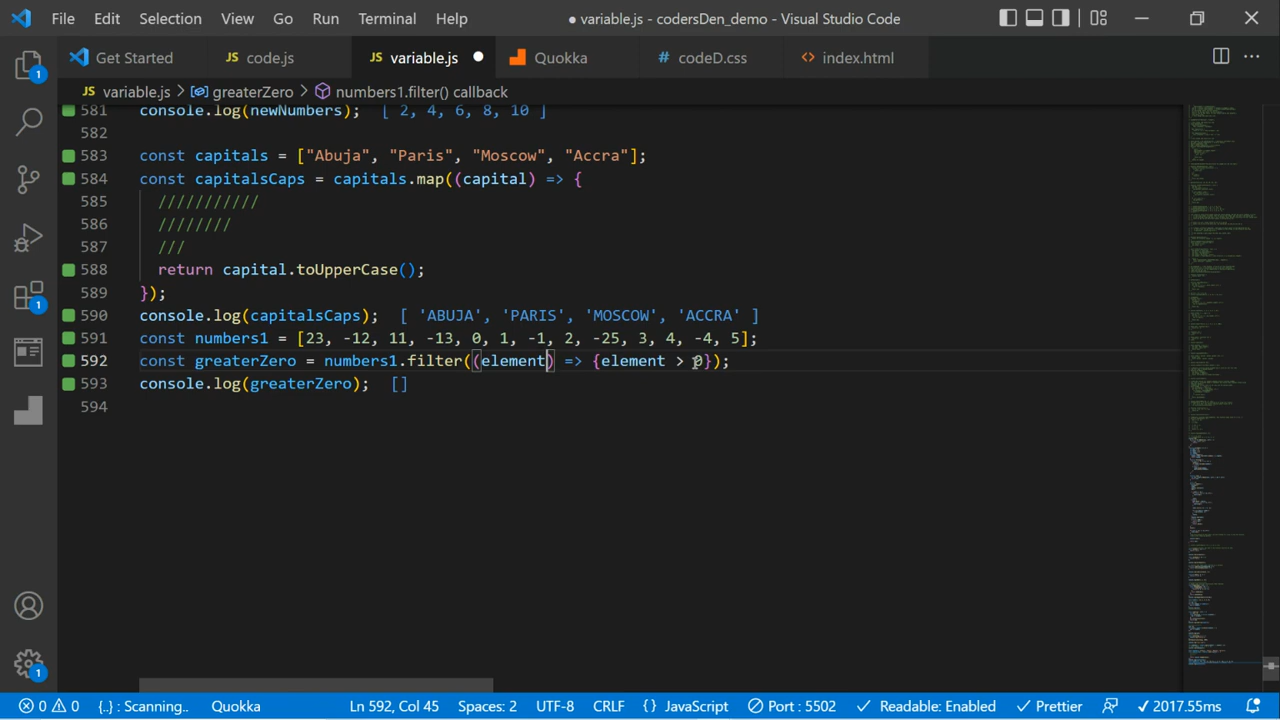 File Edit Selection View Go Run Terminal Help ● variable.js - codersDen_demo - Visual Studio Code
Get Started JS code.js JS variable.js ● Quokka # codeD.css <> index.html
JS variable.js > greaterZero > numbers1.filter() callback
581 console.log(newNumbers); [ 2, 4, 6, 8, 10 ]
582
583 const capitals = ["Abuja", "Paris", "Moscow", "Accra"];
584 const capitalsCaps = capitals.map((capital) => {
585 ///////////
586 ////////
587 ///
588 return capital.toUpperCase();
589 });
590 console.log(capitalsCaps); [ 'ABUJA', 'PARIS', 'MOSCOW', 'ACCRA' ]
591 const numbers1 = [23, -12, 11, -13, 0, 1, -1, 2, -25, 3, 4, -4, 5];
592 const greaterZero = numbers1.filter((element) => {element > 0});
593 console.log(greaterZero); []
594
1
1
1
0 0 {..} : Scanning.. Quokka Ln 592, Col 45 Spaces: 2 UTF-8 CRLF {} JavaScript Port : 5502 Readable: Enabled Prettier 2017.55ms